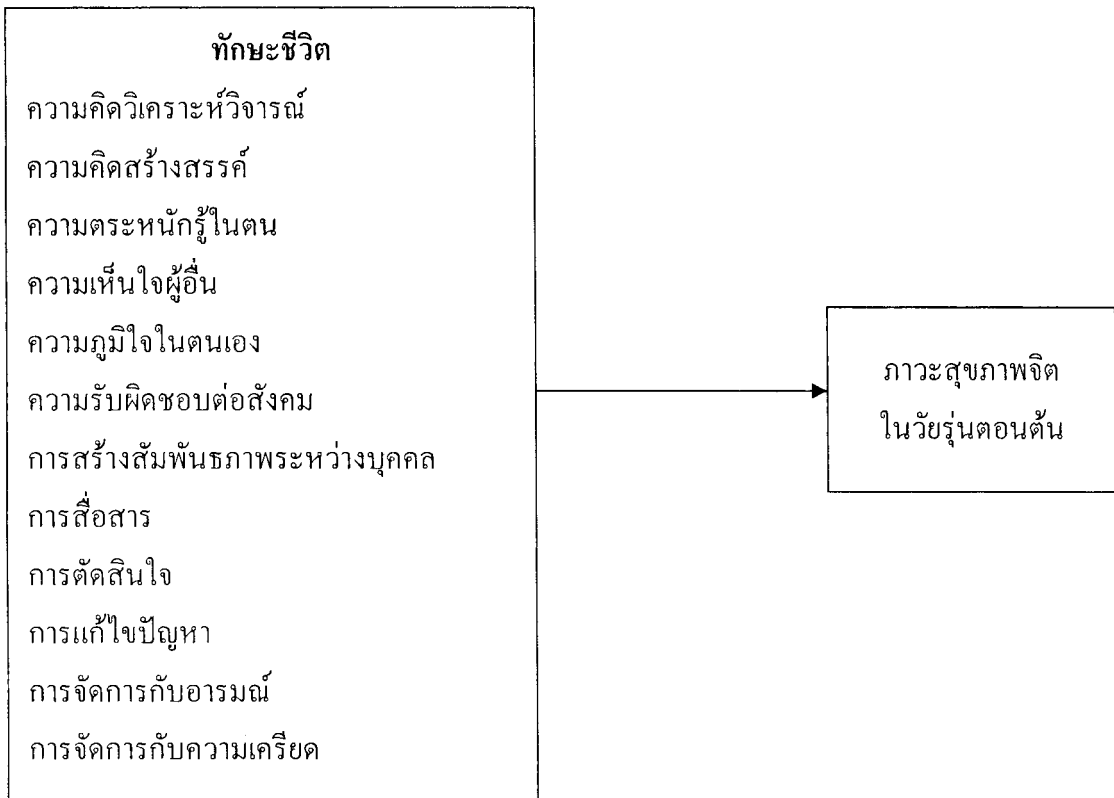 ทักษะชีวิต
ความคิดวิเคราะห์วิจารณ์
ความคิดสร้างสรรค์
ความตระหนักรู้ในตน
ความเห็นใจผู้อื่น
ความภูมิใจในตนเอง
ความรับผิดชอบต่อสังคม
การสร้างสัมพันธภาพระหว่างบุคคล
การสื่อสาร
การตัดสินใจ
การแก้ไขปัญหา
การจัดการกับอารมณ์
การจัดการกับความเครียด
ภาวะสุขภาพจิต
ในวัยรุ่นตอนต้น